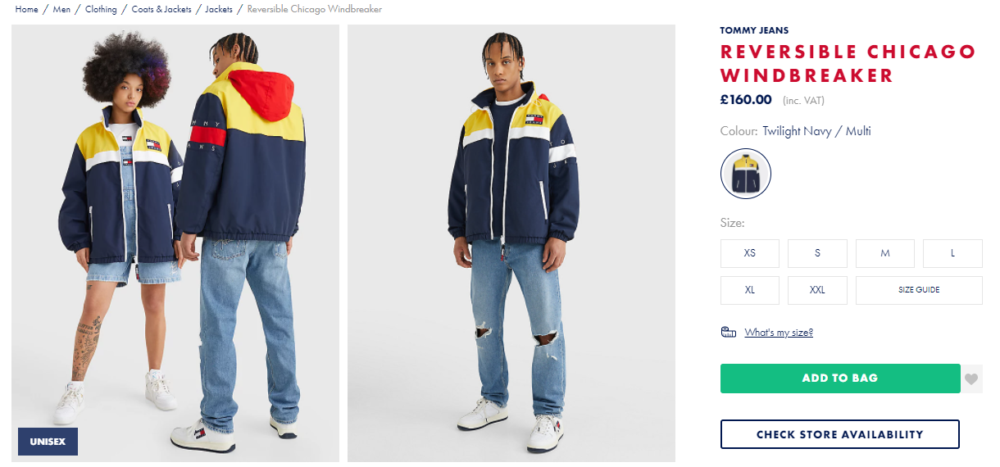 Home / Men / Clothing / Coats & Jackets / Jackets / Reversible Chicago Windbreaker
TOMMY JEANS
REVERSIBLE CHICAGO
WINDBREAKER
£160.00 (inc. VAT)
Colour: Twilight Navy / Multi
Size:
XS S M L
XL XXL SIZE GUIDE
What's my size?
ADD TO BAG
CHECK STORE AVAILABILITY
UNISEX